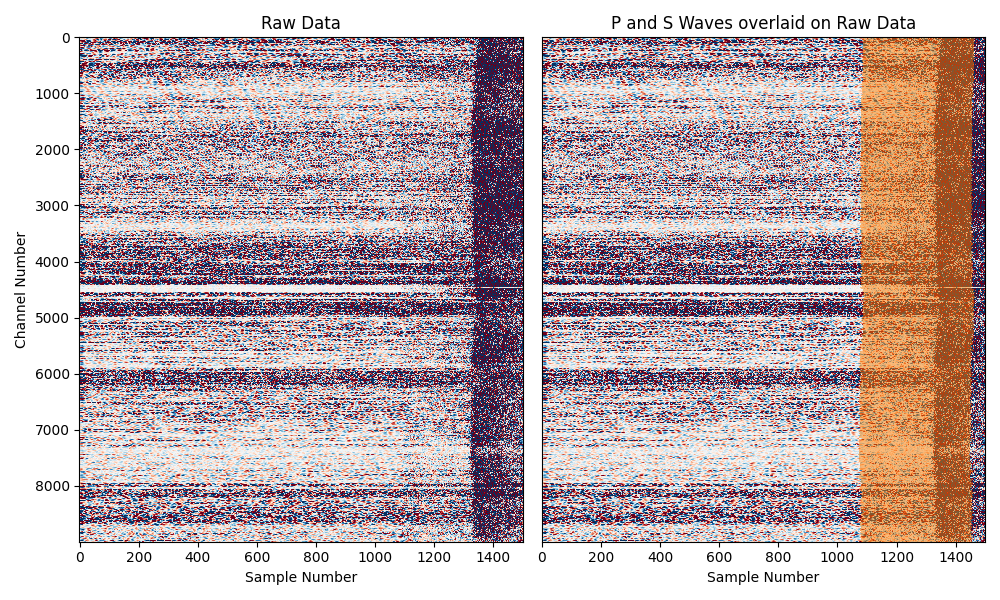 Raw Data
P and S Waves overlaid on Raw Data
Channel Number
0
1000
2000
3000
4000
5000
6000
7000
8000
0 200 400 600 800 1000 1200 1400
0 200 400 600 800 1000 1200 1400
Sample Number
Sample Number